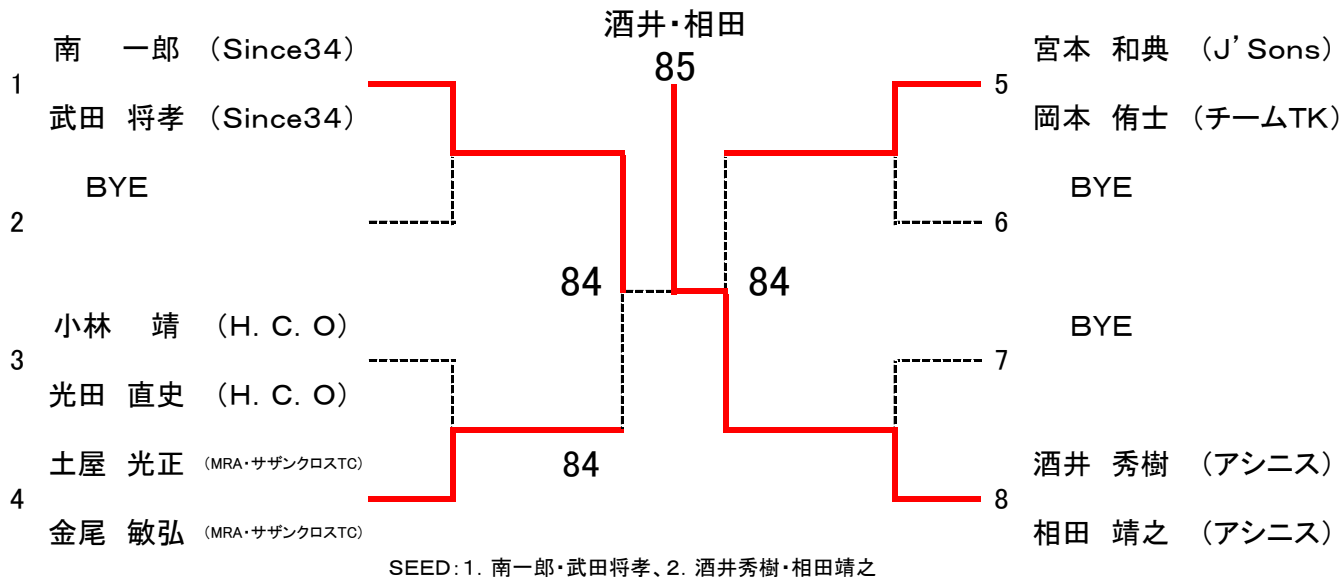 酒井・相田
85
南 一郎 (Since34)
1
武田 将孝 (Since34)
BYE
2
84
小林 靖 (H. C. O)
3
光田 直史 (H. C. O)
土屋 光正 (MRA・サザンクロスTC)
84
4
金尾 敏弘 (MRA・サザンクロスTC)
宮本 和典 (J’Sons)
5
岡本 侑士 (チームTK)
BYE
6
84
BYE
7
酒井 秀樹 (アシニス)
8
相田 靖之 (アシニス)
SEED:1. 南一郎・武田将孝、2. 酒井秀樹・相田靖之